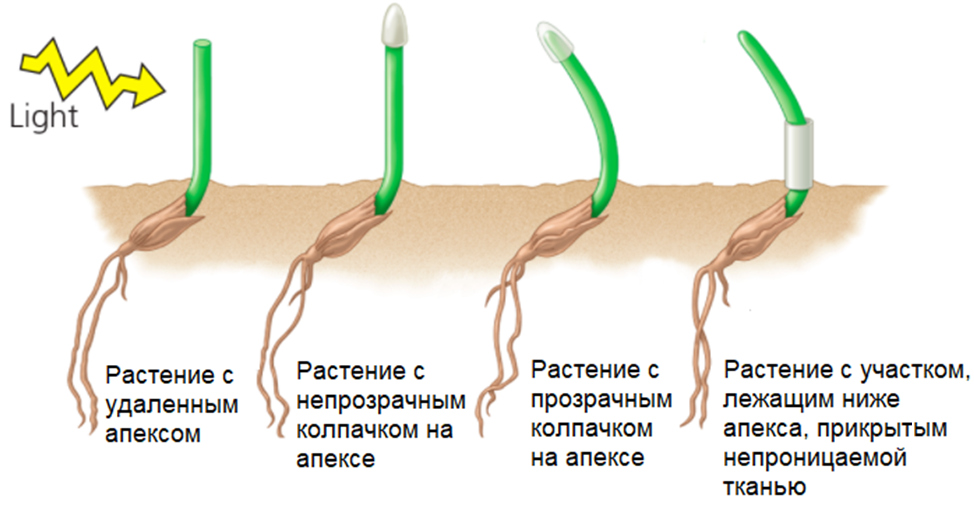 Light
Растение с
удаленным
апексом
Растение с
непрозрачным
колпачком на
апексе
Растение с
прозрачным
колпачком
на апексе
Растение с участком,
лежащим ниже
апекса, прикрытым
непроницаемой
тканью